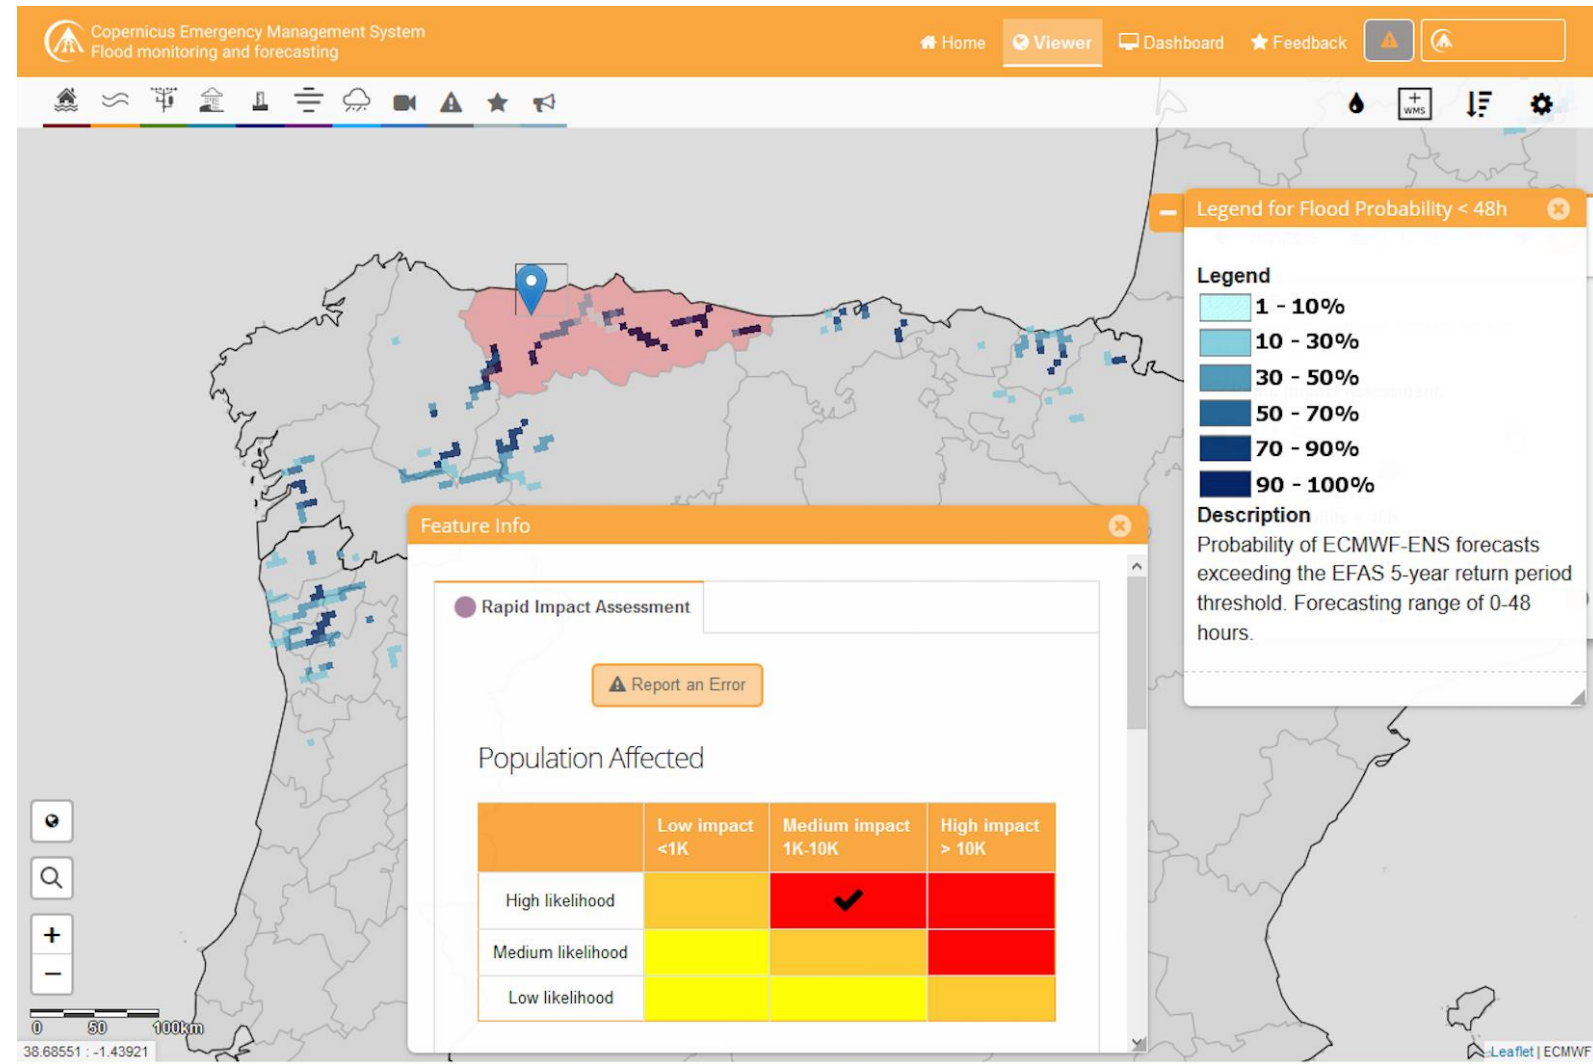 Copernicus Emergency Management System
Flood monitoring and forecasting
Home
Viewer
Dashboard
Feedback
+
WMS
Legend for Flood Probability < 48h
Legend
1 - 10%
10 - 30%
30 - 50%
50 - 70%
70 - 90%
90 - 100%
Description
Probability of ECMWF-ENS forecasts
exceeding the EFAS 5-year return period
threshold. Forecasting range of 0-48
hours.
Feature Info
Rapid Impact Assessment
Report an Error
Population Affected
Low impact
<1K
Medium impact
1K-10K
High impact
> 10K
High likelihood
Medium likelihood
Low likelihood
+
−
0 50 100km
38.68551 : -1.43921
Leaflet | ECMWF